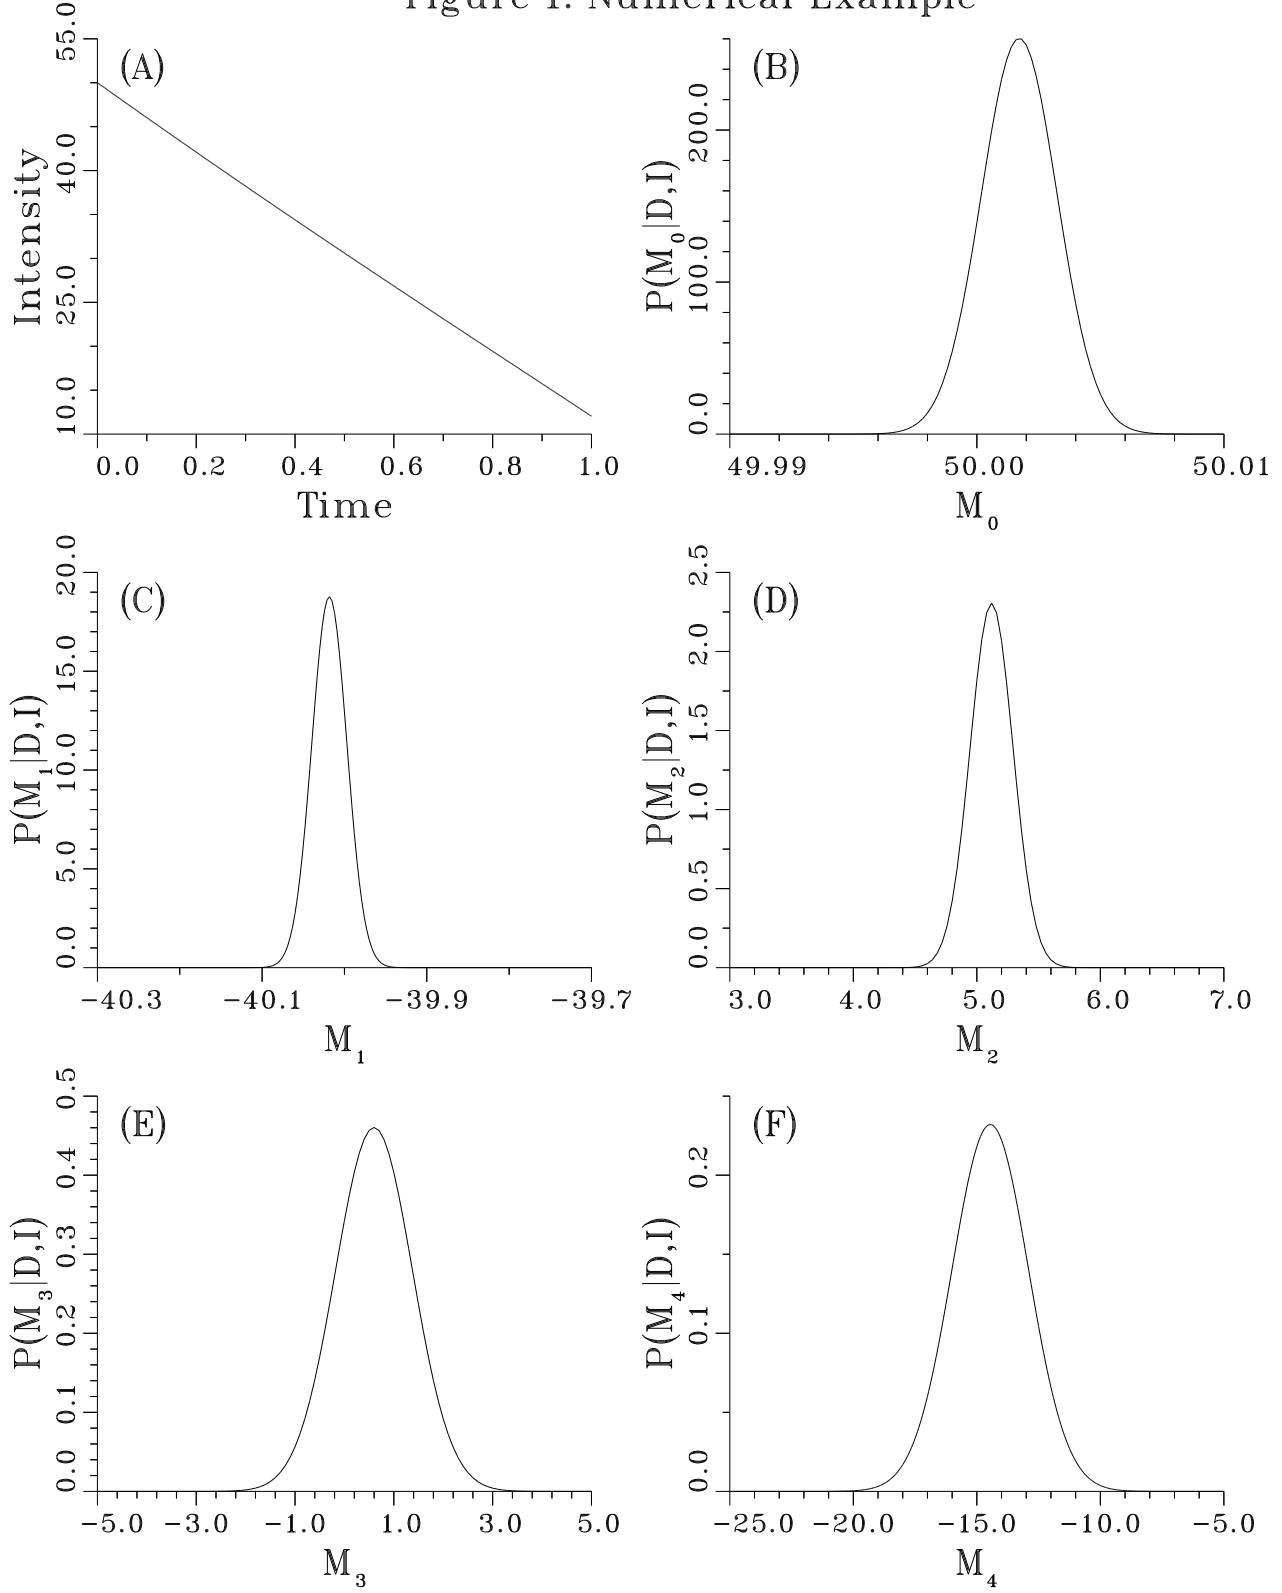 Figure 1. Numerical Example
(A)
55.0
40.0
25.0
10.0
Intensity
0.0 0.2 0.4 0.6 0.8 1.0
Time
(B)
200.0
100.0
0.0
P(M0|D,I)
49.99 50.00 50.01
M0
(C)
20.0
15.0
10.0
5.0
0.0
P(M1|D,I)
-40.3 -40.1 -39.9 -39.7
M1
(D)
2.5
2.0
1.5
1.0
0.5
0.0
P(M2|D,I)
3.0 4.0 5.0 6.0 7.0
M2
(E)
0.5
0.4
0.3
0.2
0.1
0.0
P(M3|D,I)
-5.0 -3.0 -1.0 1.0 3.0 5.0
M3
(F)
0.2
0.1
0.0
P(M4|D,I)
-25.0 -20.0 -15.0 -10.0 -5.0
M4